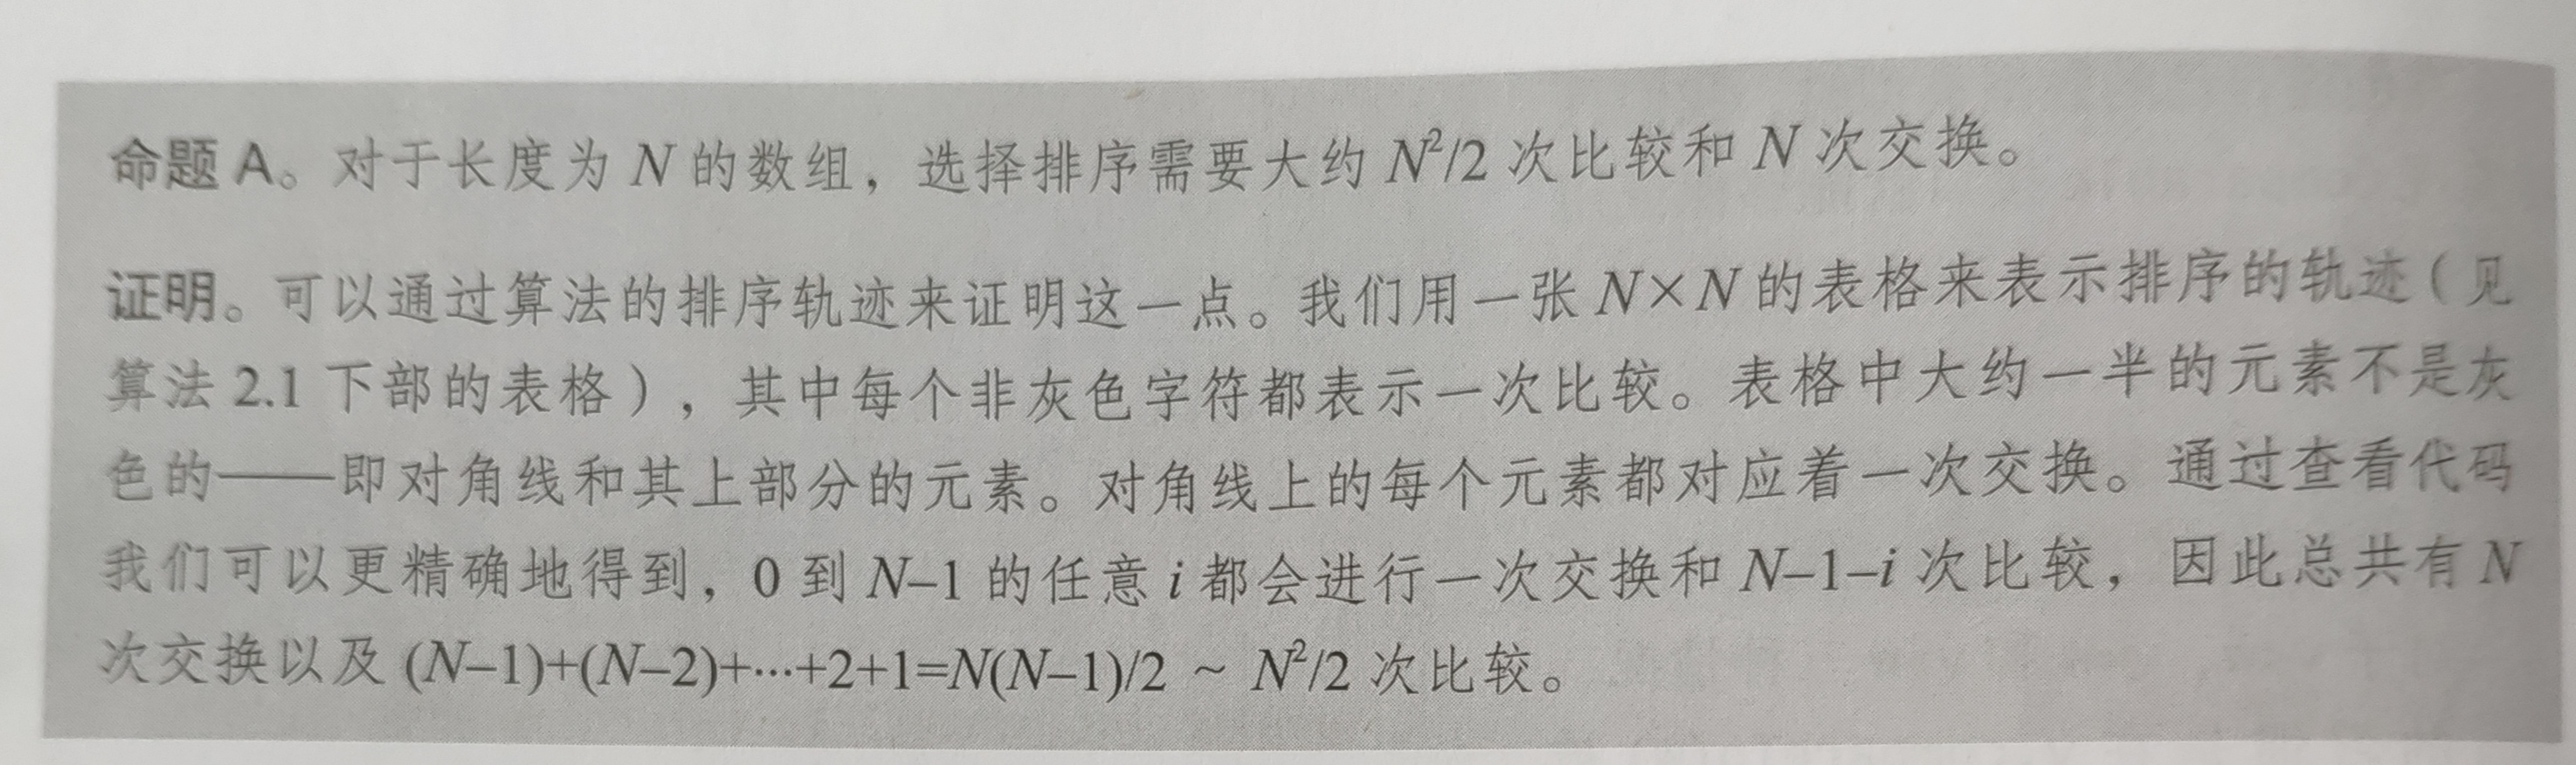 命题 A。对于长度为 N 的数组，选择排序需要大约 N²/2 次比较和 N 次交换。
证明。可以通过算法的排序轨迹来证明这一点。我们用一张 N×N 的表格来表示排序的轨迹（见
算法 2.1 下部的表格），其中每个非灰色字符都表示一次比较。表格中大约一半的元素不是灰
色的——即对角线和其上部分的元素。对角线上的每个元素都对应着一次交换。通过查看代码
我们可以更精确地得到，0 到 N–1 的任意 i 都会进行一次交换和 N–1–i 次比较，因此总共有 N
次交换以及 (N–1)+(N–2)+···+2+1=N(N–1)/2 ~ N²/2 次比较。